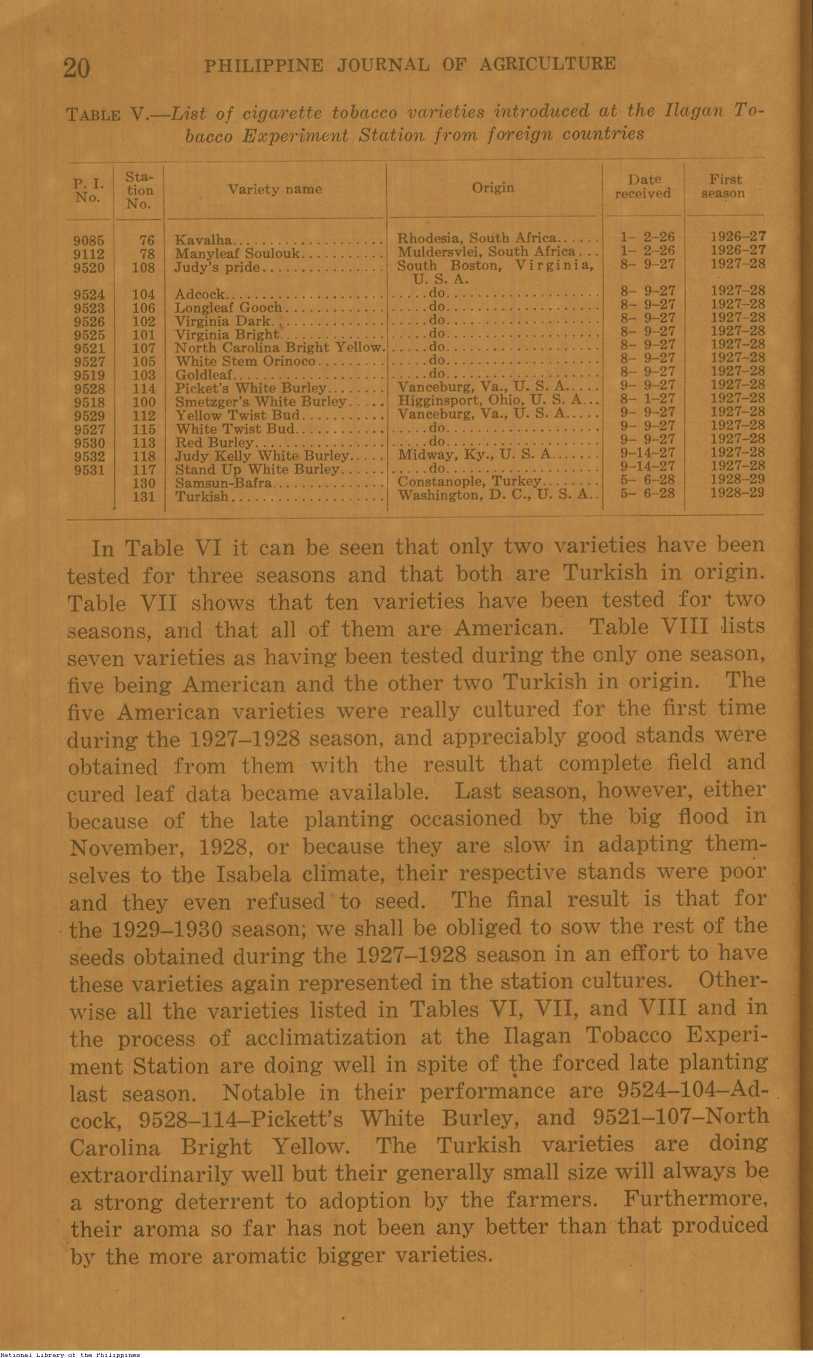 20 PHILIPPINE JOURNAL OF AGRICULTURE
TABLE V.—List of cigarette tobacco varieties introduced at the Ilagan To-
bacco Experiment Station from foreign countries
P. I. No. Station No. Variety name Origin Date received First season
9085 76 Kavalha................... Rhodesia, South Africa...... 1– 2–26 1926–27
9112 78 Manyleaf Soulouk........... Muldersvlei, South Africa... 1– 2–26 1926–27
9520 108 Judy's pride................ South Boston, Virginia, 8– 9–27 1927–28
U. S. A.
9524 104 Adcock.................... .....do.................... 8– 9–27 1927–28
9523 106 Longleaf Gooch............. .....do.................... 8– 9–27 1927–28
9526 102 Virginia Dark............... .....do.................... 8– 9–27 1927–28
9525 101 Virginia Bright.............. .....do.................... 8– 9–27 1927–28
9521 107 North Carolina Bright Yellow. .....do.................... 8– 9–27 1927–28
9527 105 White Stem Orinoco......... .....do.................... 8– 9–27 1927–28
9519 103 Goldleaf.................... .....do.................... 8– 9–27 1927–28
9528 114 Picket's White Burley........ Vanceburg, Va., U. S. A..... 9– 9–27 1927–28
9518 100 Smetzger's White Burley..... Higginsport, Ohio, U. S. A... 8– 1–27 1927–28
9529 112 Yellow Twist Bud........... Vanceburg, Va., U. S. A..... 9– 9–27 1927–28
9527 115 White Twist Bud............ .....do.................... 9– 9–27 1927–28
9530 113 Red Burley................. .....do.................... 9– 9–27 1927–28
9532 118 Judy Kelly White Burley..... Midway, Ky., U. S. A....... 9–14–27 1927–28
9531 117 Stand Up White Burley...... .....do.................... 9–14–27 1927–28
130 Samsun-Bafra.............. Constanople, Turkey........ 5– 6–28 1928–29
131 Turkish.................... Washington, D. C., U. S. A.. 5– 6–28 1928–29
In Table VI it can be seen that only two varieties have been
tested for three seasons and that both are Turkish in origin.
Table VII shows that ten varieties have been tested for two
seasons, and that all of them are American. Table VIII lists
seven varieties as having been tested during the only one season,
five being American and the other two Turkish in origin. The
five American varieties were really cultured for the first time
during the 1927–1928 season, and appreciably good stands were
obtained from them with the result that complete field and
cured leaf data became available. Last season, however, either
because of the late planting occasioned by the big flood in
November, 1928, or because they are slow in adapting them-
selves to the Isabela climate, their respective stands were poor
and they even refused to seed. The final result is that for
the 1929–1930 season; we shall be obliged to sow the rest of the
seeds obtained during the 1927–1928 season in an effort to have
these varieties again represented in the station cultures. Other-
wise all the varieties listed in Tables VI, VII, and VIII and in
the process of acclimatization at the Ilagan Tobacco Experi-
ment Station are doing well in spite of the forced late planting
last season. Notable in their performance are 9524–104–Ad-
cock, 9528–114–Pickett's White Burley, and 9521–107–North
Carolina Bright Yellow. The Turkish varieties are doing
extraordinarily well but their generally small size will always be
a strong deterrent to adoption by the farmers. Furthermore,
their aroma so far has not been any better than that produced
by the more aromatic bigger varieties.
National Library of the Philippines